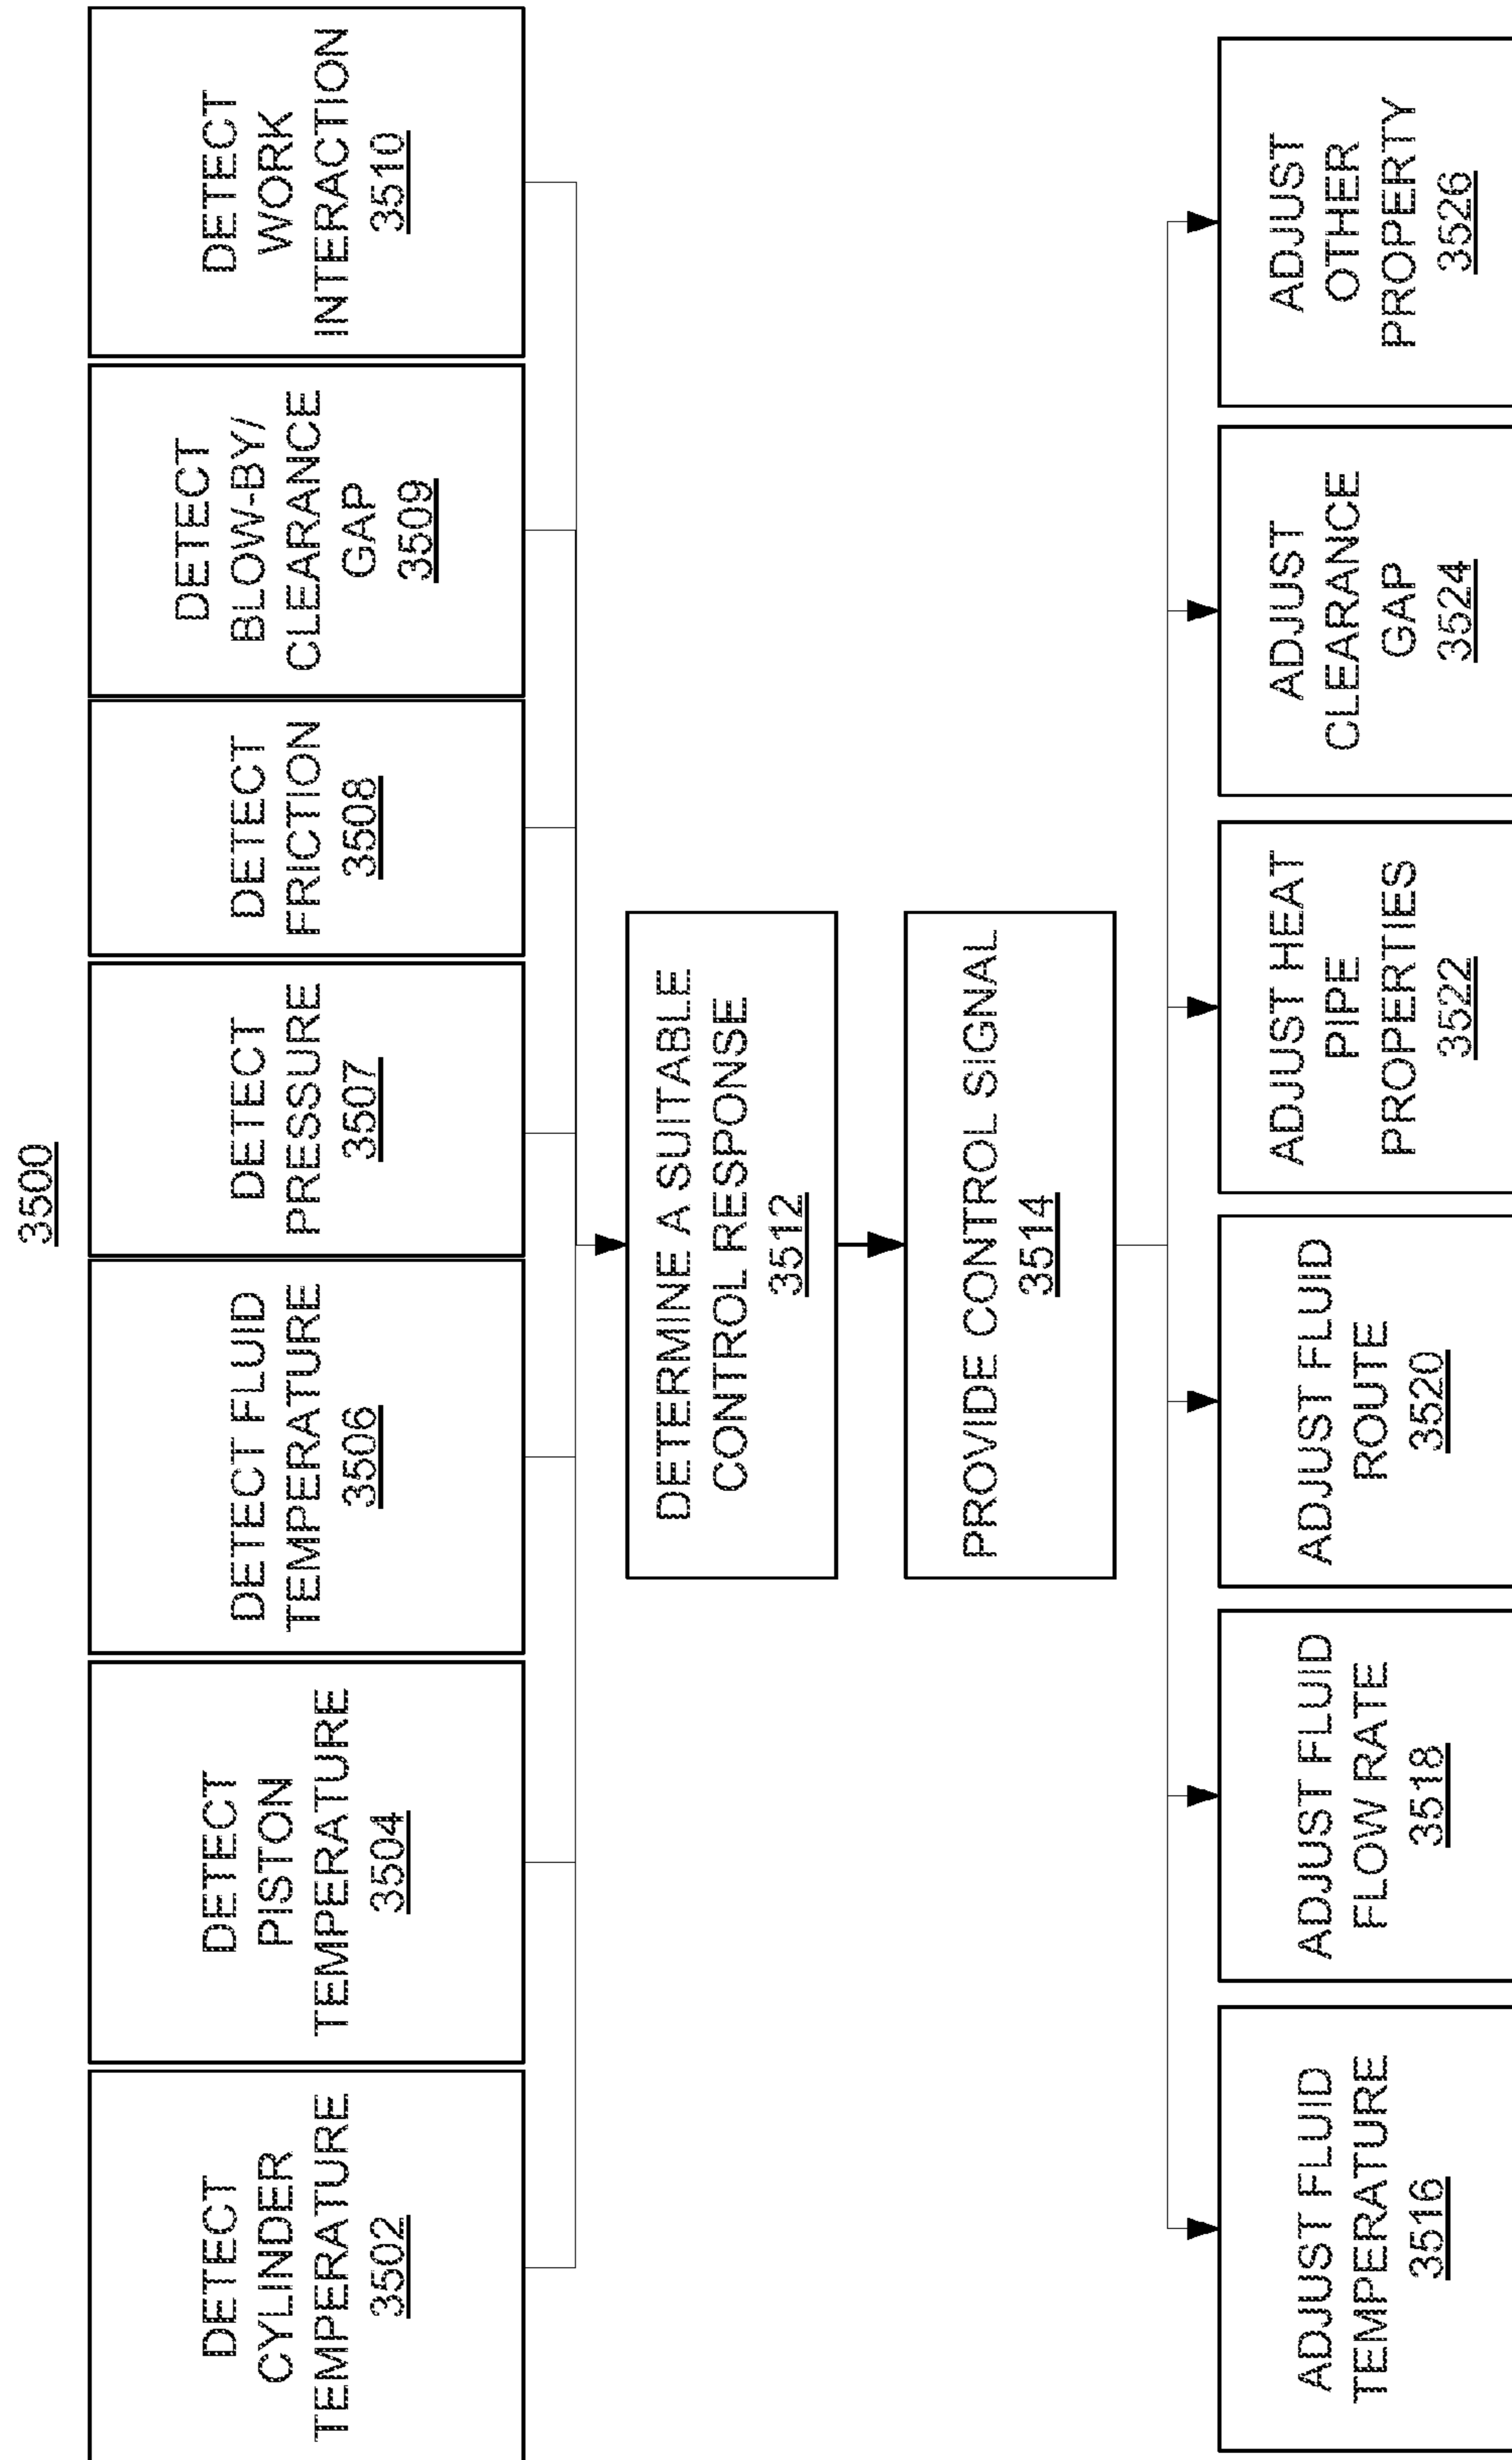 3500
DETECT
CYLINDER
TEMPERATURE
3502
DETECT
PISTON
TEMPERATURE
3504
DETECT FLUID
TEMPERATURE
3506
DETECT
PRESSURE
3507
DETECT
FRICTION
3508
DETECT
BLOW-BY/
CLEARANCE
GAP
3509
DETECT
WORK
INTERACTION
3510
DETERMINE A SUITABLE
CONTROL RESPONSE
3512
PROVIDE CONTROL SIGNAL
3514
ADJUST FLUID
TEMPERATURE
3516
ADJUST FLUID
FLOW RATE
3518
ADJUST FLUID
ROUTE
3520
ADJUST HEAT
PIPE
PROPERTIES
3522
ADJUST
CLEARANCE
GAP
3524
ADJUST
OTHER
PROPERTY
3526